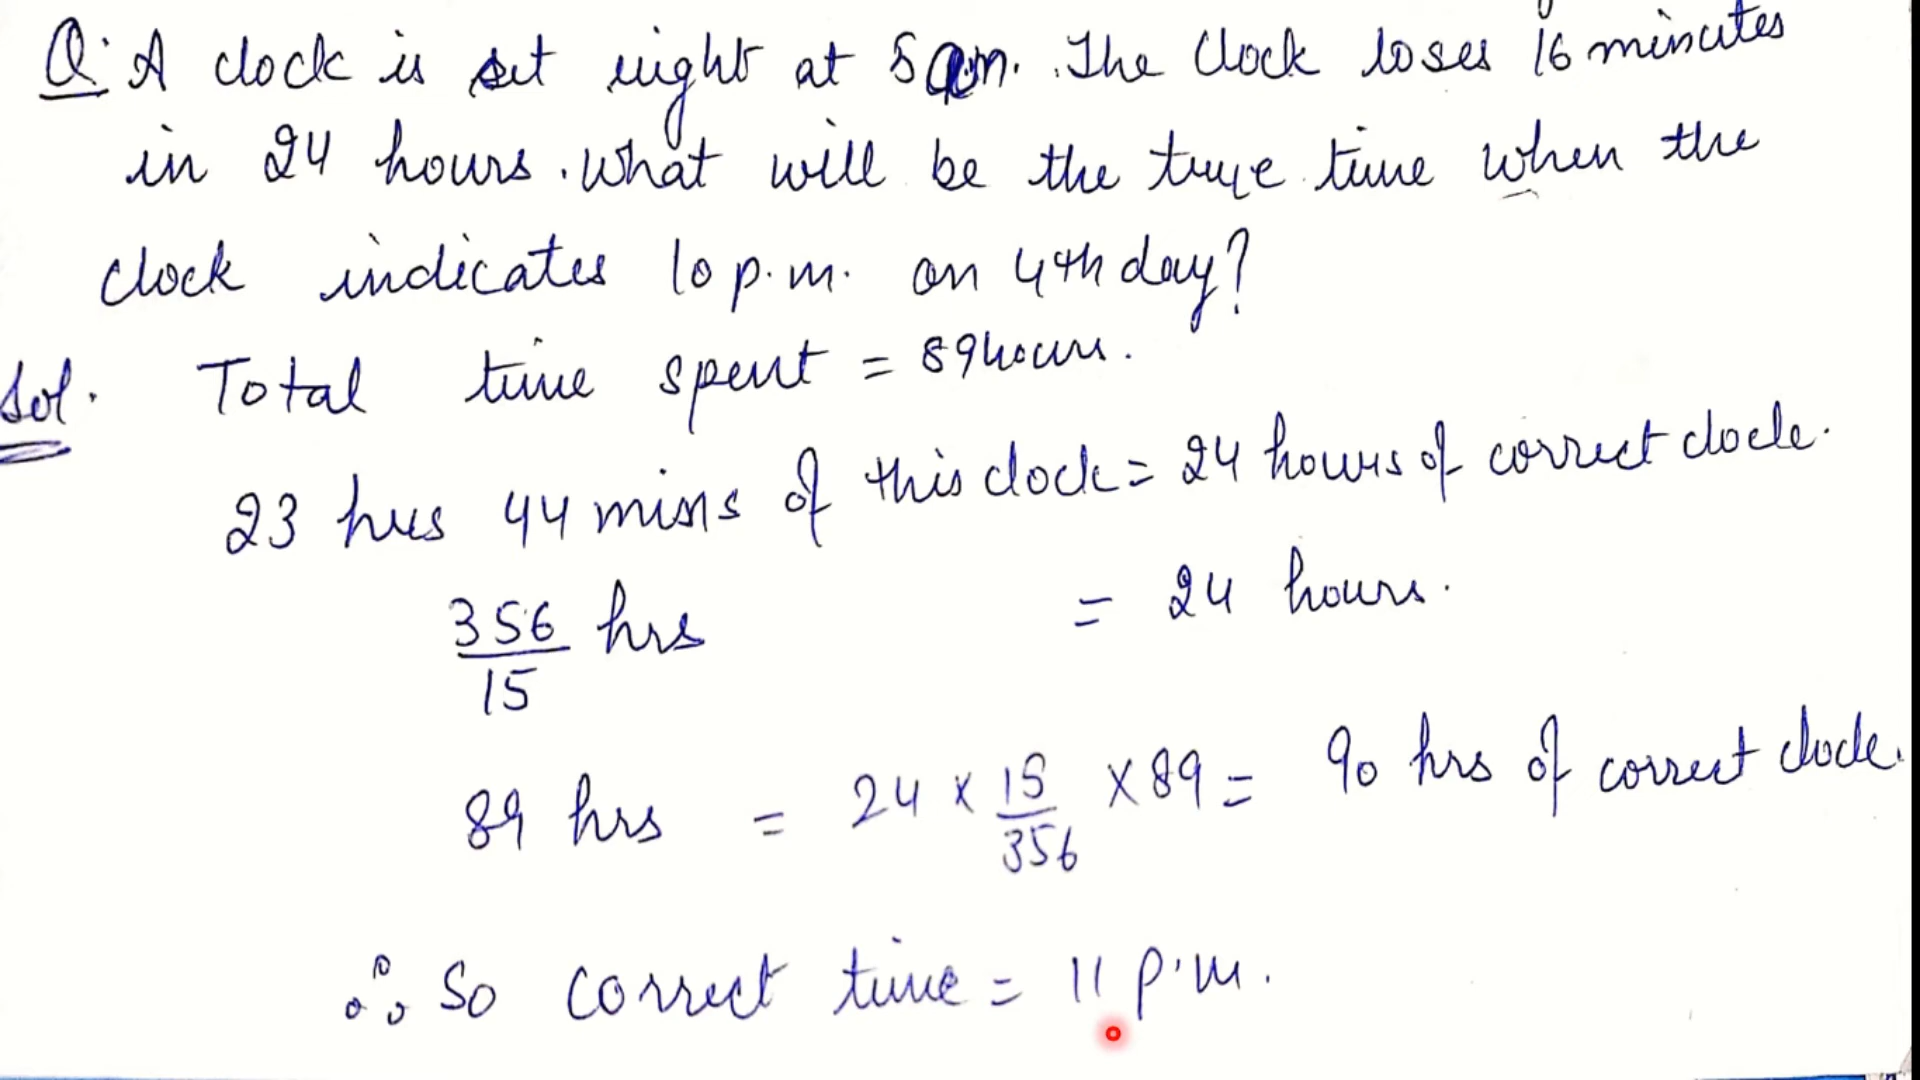 Q. A clock is set right at 5 am. The Clock loses 16 minutes
in 24 hours. What will be the true time when the
clock indicates 10 p.m. on 4th day?
Sol. Total time spent = 89 hours.
23 hrs 44 mins of this clock = 24 hours of correct clock.
356/15 hrs = 24 hours.
89 hrs = 24 × 15/356 × 89 = 90 hrs of correct clock.
∴ So correct time = 11 p.m.